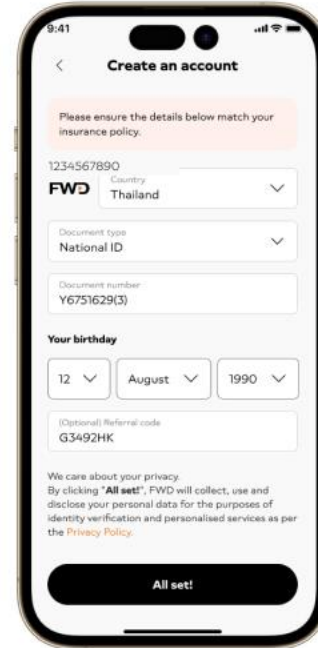 9:41
Create an account
Please ensure the details below match your
insurance policy.
1234567890
FWD
Country
Thailand
Document type
National ID
Document number
Y6751629(3)
Your birthday
12 August 1990
(Optional) Referral code
G3492HK
We care about your privacy.
By clicking "All set!", FWD will collect, use and
disclose your personal data for the purposes of
identity verification and personalised services as per
the Privacy Policy.
All set!